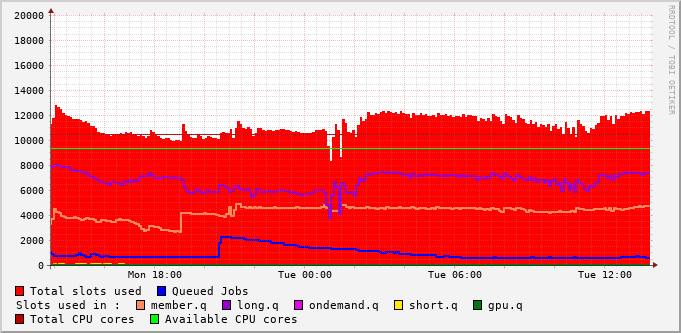 20000
18000
16000
14000
12000
10000
8000
6000
4000
2000
0
Mon 18:00 Tue 00:00 Tue 06:00 Tue 12:00
RRDTOOL / TOBI OETIKER
Total slots used Queued Jobs
Slots used in : member.q long.q ondemand.q short.q gpu.q
Total CPU cores Available CPU cores